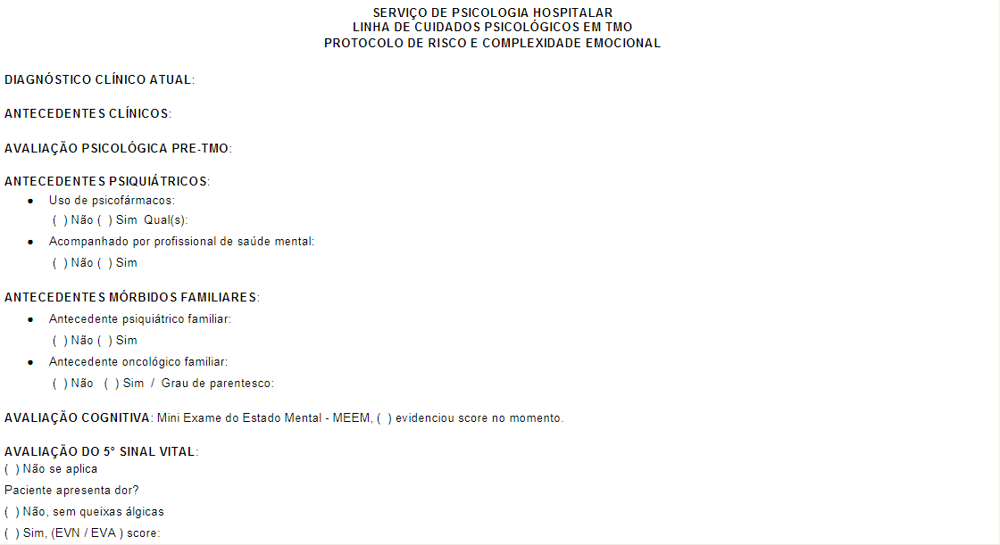 SERVIÇO DE PSICOLOGIA HOSPITALAR
LINHA DE CUIDADOS PSICOLÓGICOS EM TMO
PROTOCOLO DE RISCO E COMPLEXIDADE EMOCIONAL
DIAGNÓSTICO CLÍNICO ATUAL:
ANTECEDENTES CLÍNICOS:
AVALIAÇÃO PSICOLÓGICA PRE-TMO:
ANTECEDENTES PSIQUIÁTRICOS:
• Uso de psicofármacos:
( ) Não ( ) Sim Qual(s):
• Acompanhado por profissional de saúde mental:
( ) Não ( ) Sim
ANTECEDENTES MÓRBIDOS FAMILIARES:
• Antecedente psiquiátrico familiar:
( ) Não ( ) Sim
• Antecedente oncológico familiar:
( ) Não ( ) Sim / Grau de parentesco:
AVALIAÇÃO COGNITIVA: Mini Exame do Estado Mental - MEEM, ( ) evidenciou score no momento.
AVALIAÇÃO DO 5° SINAL VITAL:
( ) Não se aplica
Paciente apresenta dor?
( ) Não, sem queixas álgicas
( ) Sim, (EVN / EVA ) score: